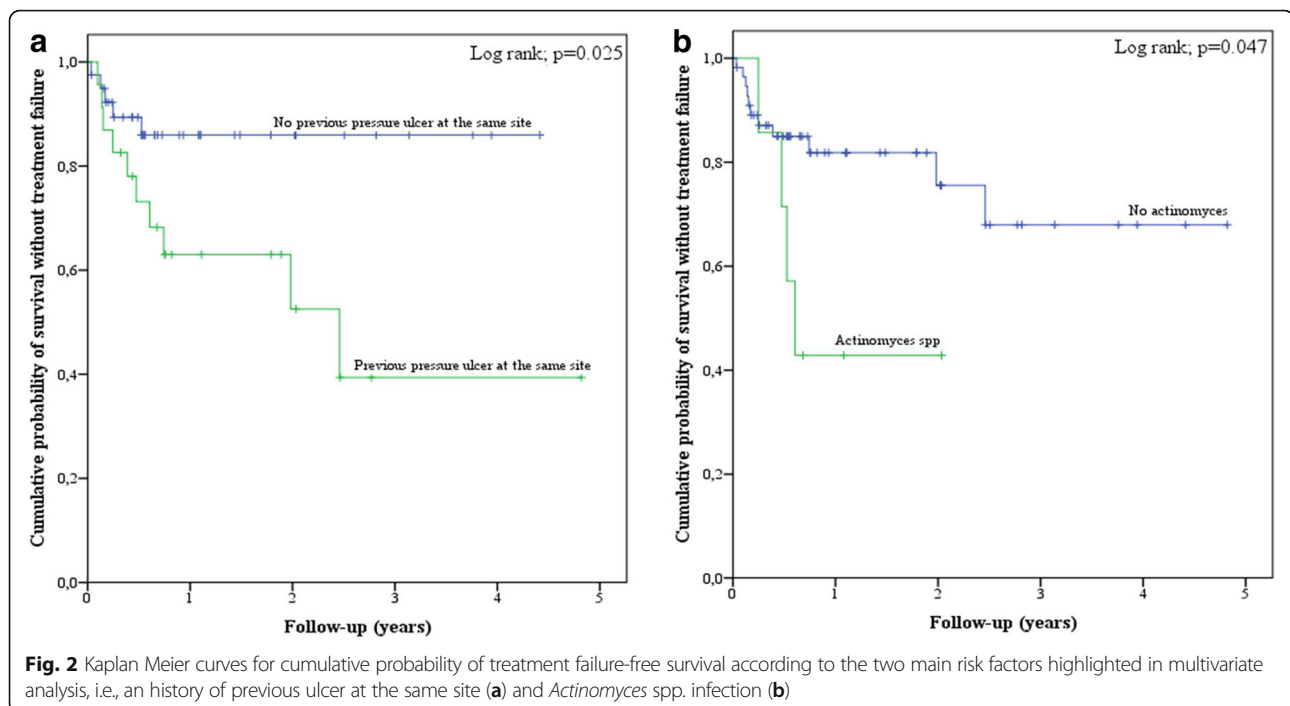 a
Log rank; p=0.025
Cumulative probability of survival without treatment failure
1,0
0,8
0,6
0,4
0,2
0,0
No previous pressure ulcer at the same site
Previous pressure ulcer at the same site
0 1 2 3 4 5
Follow-up (years)
b
Log rank; p=0.047
Cumulative probability of survival without treatment failure
1,0
0,8
0,6
0,4
0,2
0,0
No actinomyces
Actinomyces spp
0 1 2 3 4 5
Follow-up (years)
Fig. 2 Kaplan Meier curves for cumulative probability of treatment failure-free survival according to the two main risk factors highlighted in multivariate
analysis, i.e., an history of previous ulcer at the same site (a) and Actinomyces spp. infection (b)